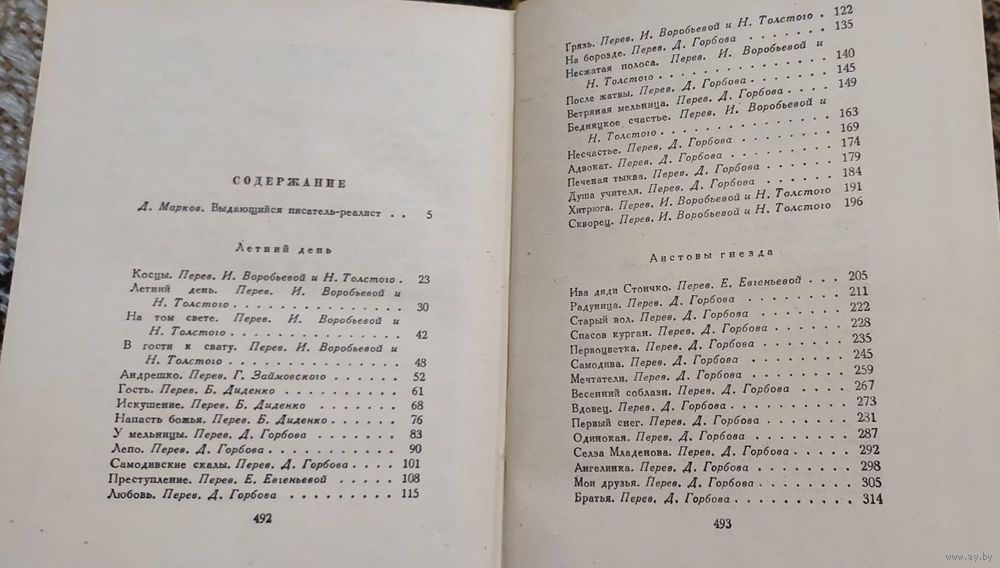 СОДЕРЖАНИЕ
Д. Марков. Выдающийся писатель-реалист . . 5
Летний день
Косцы. Перев. И. Воробьевой и Н. Толстого . 23
Летний день. Перев. И. Воробьевой и
Н. Толстого . . . . . . . . . . . . . 30
На том свете. Перев. И. Воробьевой и
Н. Толстого . . . . . . . . . . . . . 42
В гости к свату. Перев. И. Воробьевой и
Н. Толстого . . . . . . . . . . . . . 48
Андрешко. Перев. Г. Займовского . . . . . . 52
Гость. Перев. Б. Диденко . . . . . . . . . 61
Искушение. Перев. Б. Диденко . . . . . . . 68
Напасть божья. Перев. Б. Диденко . . . . . 76
У мельницы. Перев. Д. Горбова . . . . . . . 83
Лепо. Перев. Д. Горбова . . . . . . . . . . 90
Самодивские скалы. Перев. Д. Горбова . . . . 101
Преступление. Перев. Е. Евгеньевой . . . . . 108
Любовь. Перев. Д. Горбова . . . . . . . . 115
492
Грязь. Перев. И. Воробьевой и Н. Толстого . 122
На борозде. Перев. Д. Горбова . . . . . . 135
Несжатая полоса. Перев. И. Воробьевой и
Н. Толстого . . . . . . . . . . . . . 140
После жатвы. Перев. Д. Горбова . . . . . . 145
Ветряная мельница. Перев. Д. Горбова . . . . 149
Бедняцкое счастье. Перев. И. Воробьевой и
Н. Толстого . . . . . . . . . . . . . 163
Несчастье. Перев. Д. Горбова . . . . . . . 169
Адвокат. Перев. Д. Горбова . . . . . . . . 174
Печеная тыква. Перев. Д. Горбова . . . . . 179
Душа учителя. Перев. Д. Горбова . . . . . . 184
Хитрюга. Перев. И. Воробьевой и Н. Толстого 191
Скворец. Перев. И. Воробьевой и Н. Толстого 196
Аистовы гнезда
Ива дяди Стоичко. Перев. Е. Евгеньевой . . . 205
Радуница. Перев. Д. Горбова . . . . . . . . 211
Старый вол. Перев. Д. Горбова . . . . . . . 222
Спасов курган. Перев. Д. Горбова . . . . . . 228
Первоцветка. Перев. Д. Горбова . . . . . . 235
Самодива. Перев. Д. Горбова . . . . . . . . 245
Мечтатели. Перев. Д. Горбова . . . . . . . 259
Весенний соблазн. Перев. Д. Горбова . . . . 267
Вдовец. Перев. Д. Горбова . . . . . . . . . 273
Первый снег. Перев. Д. Горбова . . . . . . 281
Одинокая. Перев. Д. Горбова . . . . . . . . 287
Селза Младенова. Перев. Д. Горбова . . . . . 292
Ангелинка. Перев. Д. Горбова . . . . . . . 298
Мои друзья. Перев. Д. Горбова . . . . . . . 305
Братья. Перев. Д. Горбова . . . . . . . . . 314
493
www.ay.by